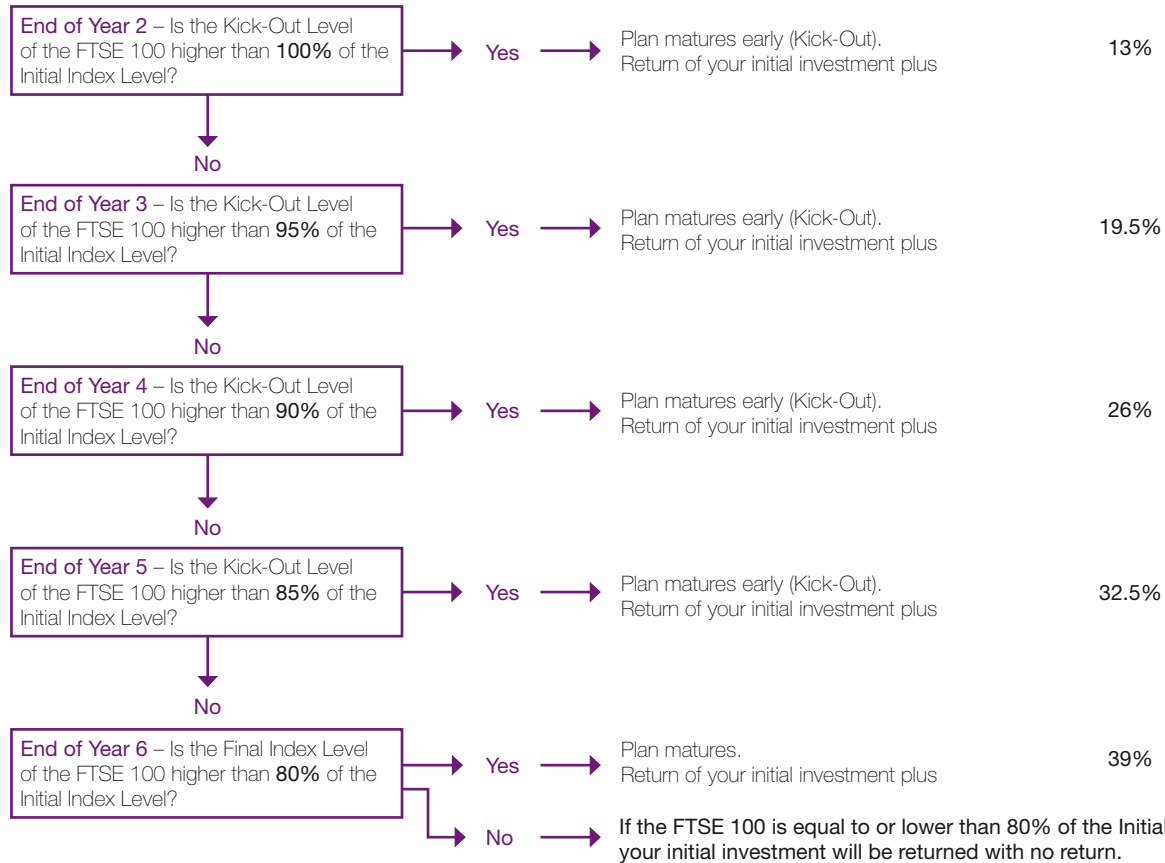 End of Year 2 – Is the Kick-Out Level
of the FTSE 100 higher than 100% of the
Initial Index Level?
Yes
Plan matures early (Kick-Out).
Return of your initial investment plus
13%
No
End of Year 3 – Is the Kick-Out Level
of the FTSE 100 higher than 95% of the
Initial Index Level?
Yes
Plan matures early (Kick-Out).
Return of your initial investment plus
19.5%
No
End of Year 4 – Is the Kick-Out Level
of the FTSE 100 higher than 90% of the
Initial Index Level?
Yes
Plan matures early (Kick-Out).
Return of your initial investment plus
26%
No
End of Year 5 – Is the Kick-Out Level
of the FTSE 100 higher than 85% of the
Initial Index Level?
Yes
Plan matures early (Kick-Out).
Return of your initial investment plus
32.5%
No
End of Year 6 – Is the Final Index Level
of the FTSE 100 higher than 80% of the
Initial Index Level?
Yes
Plan matures.
Return of your initial investment plus
39%
No
If the FTSE 100 is equal to or lower than 80% of the Initial
your initial investment will be returned with no return.